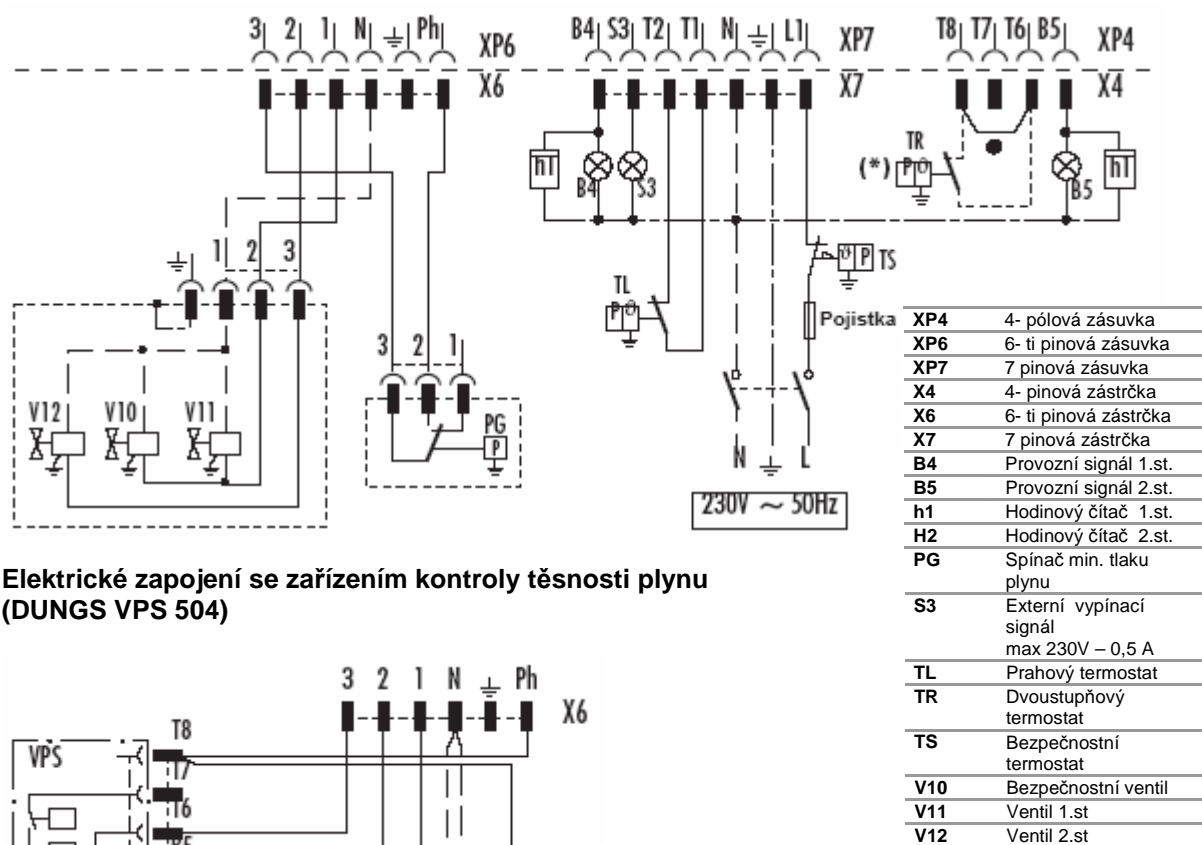 3 2 1 N Ph XP6
X6
B4 S3 T2 T1 N L1 XP7
X7
T8 T7 T6 B5 XP4
X4
h1
B4
S3
TR
(*) P ϑ
B5
h1
1 2 3
ϑ P TS
TL
P ϑ
Pojistka
3 2 1
V12 V10 V11
PG
P
N L
230V ~ 50Hz
XP4 4- pólová zásuvka
XP6 6- ti pinová zásuvka
XP7 7 pinová zásuvka
X4 4- pinová zástrčka
X6 6- ti pinová zástrčka
X7 7 pinová zástrčka
B4 Provozní signál 1.st.
B5 Provozní signál 2.st.
h1 Hodinový čítač 1.st.
H2 Hodinový čítač 2.st.
PG Spínač min. tlaku
plynu
S3 Externí vypínací
signál
max 230V – 0,5 A
TL Prahový termostat
TR Dvoustupňový
termostat
TS Bezpečnostní
termostat
V10 Bezpečnostní ventil
V11 Ventil 1.st
V12 Ventil 2.st
Elektrické zapojení se zařízením kontroly těsnosti plynu
(DUNGS VPS 504)
3 2 1 N Ph
X6
VPS
T8
T7
T6
B5